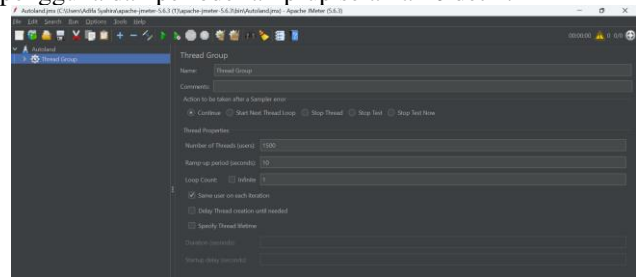 Autoland.jmx (C:\Users\Adifa Syahira\apache-jmeter-5.6.3 (1)\apache-jmeter-5.6.3\bin\Autoland.jmx) - Apache JMeter (5.6.3)
File Edit Search Run Options Tools Help
00:00:00 0 0/0
Autoland
Thread Group
Thread Group
Name: Thread Group
Comments:
Action to be taken after a Sampler error
Continue Start Next Thread Loop Stop Thread Stop Test Stop Test Now
Thread Properties
Number of Threads (users): 1500
Ramp-up period (seconds): 10
Loop Count: Infinite 1
Same user on each iteration
Delay Thread creation until needed
Specify Thread lifetime
Duration (seconds):
Startup delay (seconds):